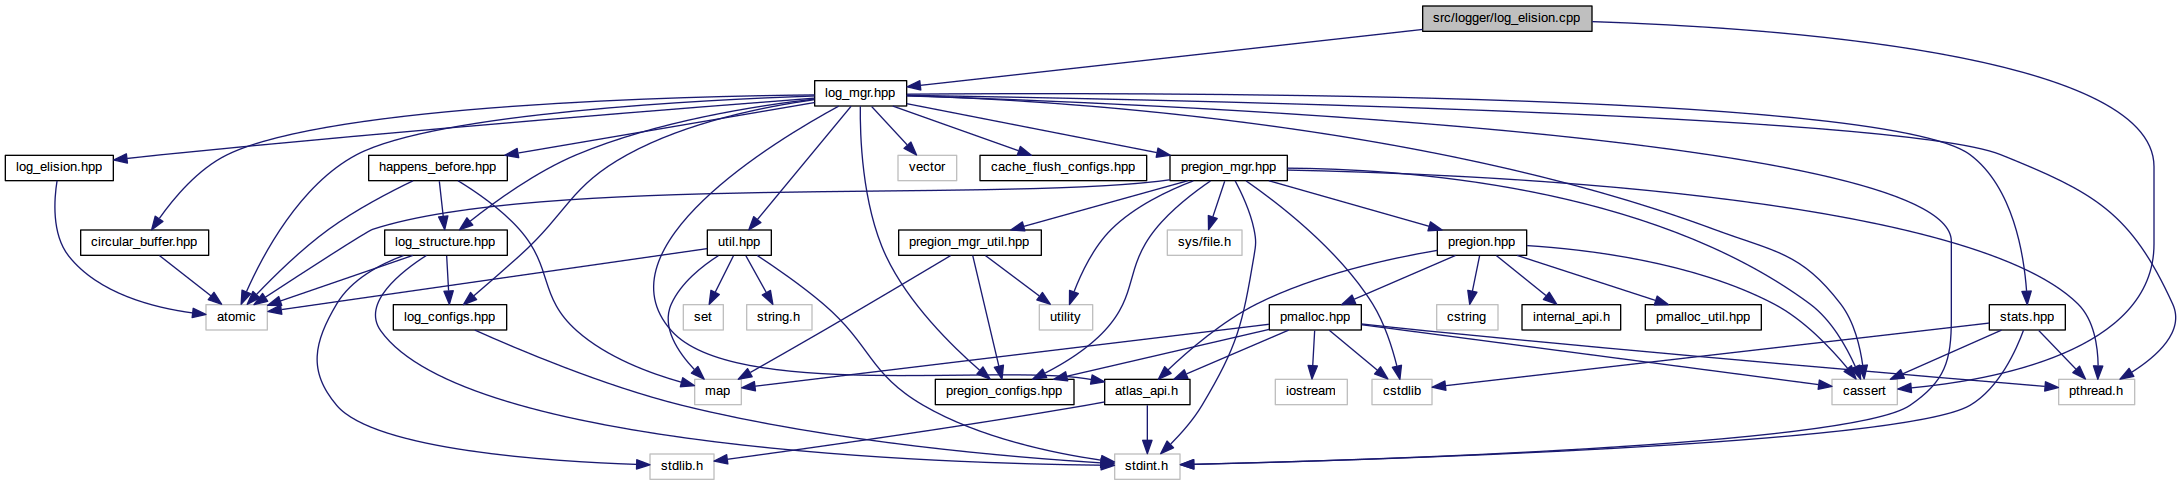 src/logger/log_elision.cpp
log_mgr.hpp
log_elision.hpp
happens_before.hpp
vector
cache_flush_configs.hpp
pregion_mgr.hpp
circular_buffer.hpp
log_structure.hpp
util.hpp
pregion_mgr_util.hpp
sys/file.h
pregion.hpp
atomic
log_configs.hpp
set
string.h
utility
pmalloc.hpp
cstring
internal_api.h
pmalloc_util.hpp
stats.hpp
map
pregion_configs.hpp
atlas_api.h
iostream
cstdlib
cassert
pthread.h
stdlib.h
stdint.h